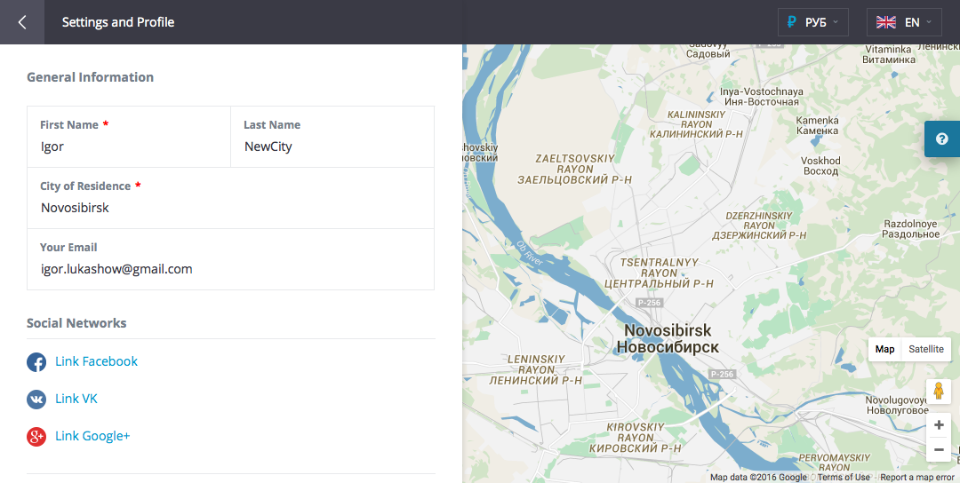 Settings and Profile
₽ РУБ
EN
General Information
First Name *
Igor
Last Name
NewCity
City of Residence *
Novosibirsk
Your Email
igor.lukashow@gmail.com
Social Networks
Link Facebook
Link VK
Link Google+
Sadovyy
Садовый
Vitaminka
Витаминка
Inya-Vostochnaya
Иня-Восточная
KALININSKIY
RAYON
КАЛИНИНСКИЙ Р-Н
Kamenka
Каменка
ZAELTSOVSKIY
RAYON
ЗАЕЛЬЦОВСКИЙ Р-Н
Voskhod
Восход
DZERZHINSKIY
RAYON
ДЗЕРЖИНСКИЙ Р-Н
Razdolnoye
Раздольное
Ob River
TSENTRALNYY
RAYON
ЦЕНТРАЛЬНЫЙ Р-Н
P-256
Novosibirsk
Новосибирск
Map
Satellite
LENINSKIY
RAYON
ЛЕНИНСКИЙ Р-Н
P-256
Novolugovoye
Новолуговое
KIROVSKIY
RAYON
КИРОВСКИЙ Р-Н
PERVOMAYSKIY
RAYON
Map data ©2016 Google
Terms of Use
Report a map error